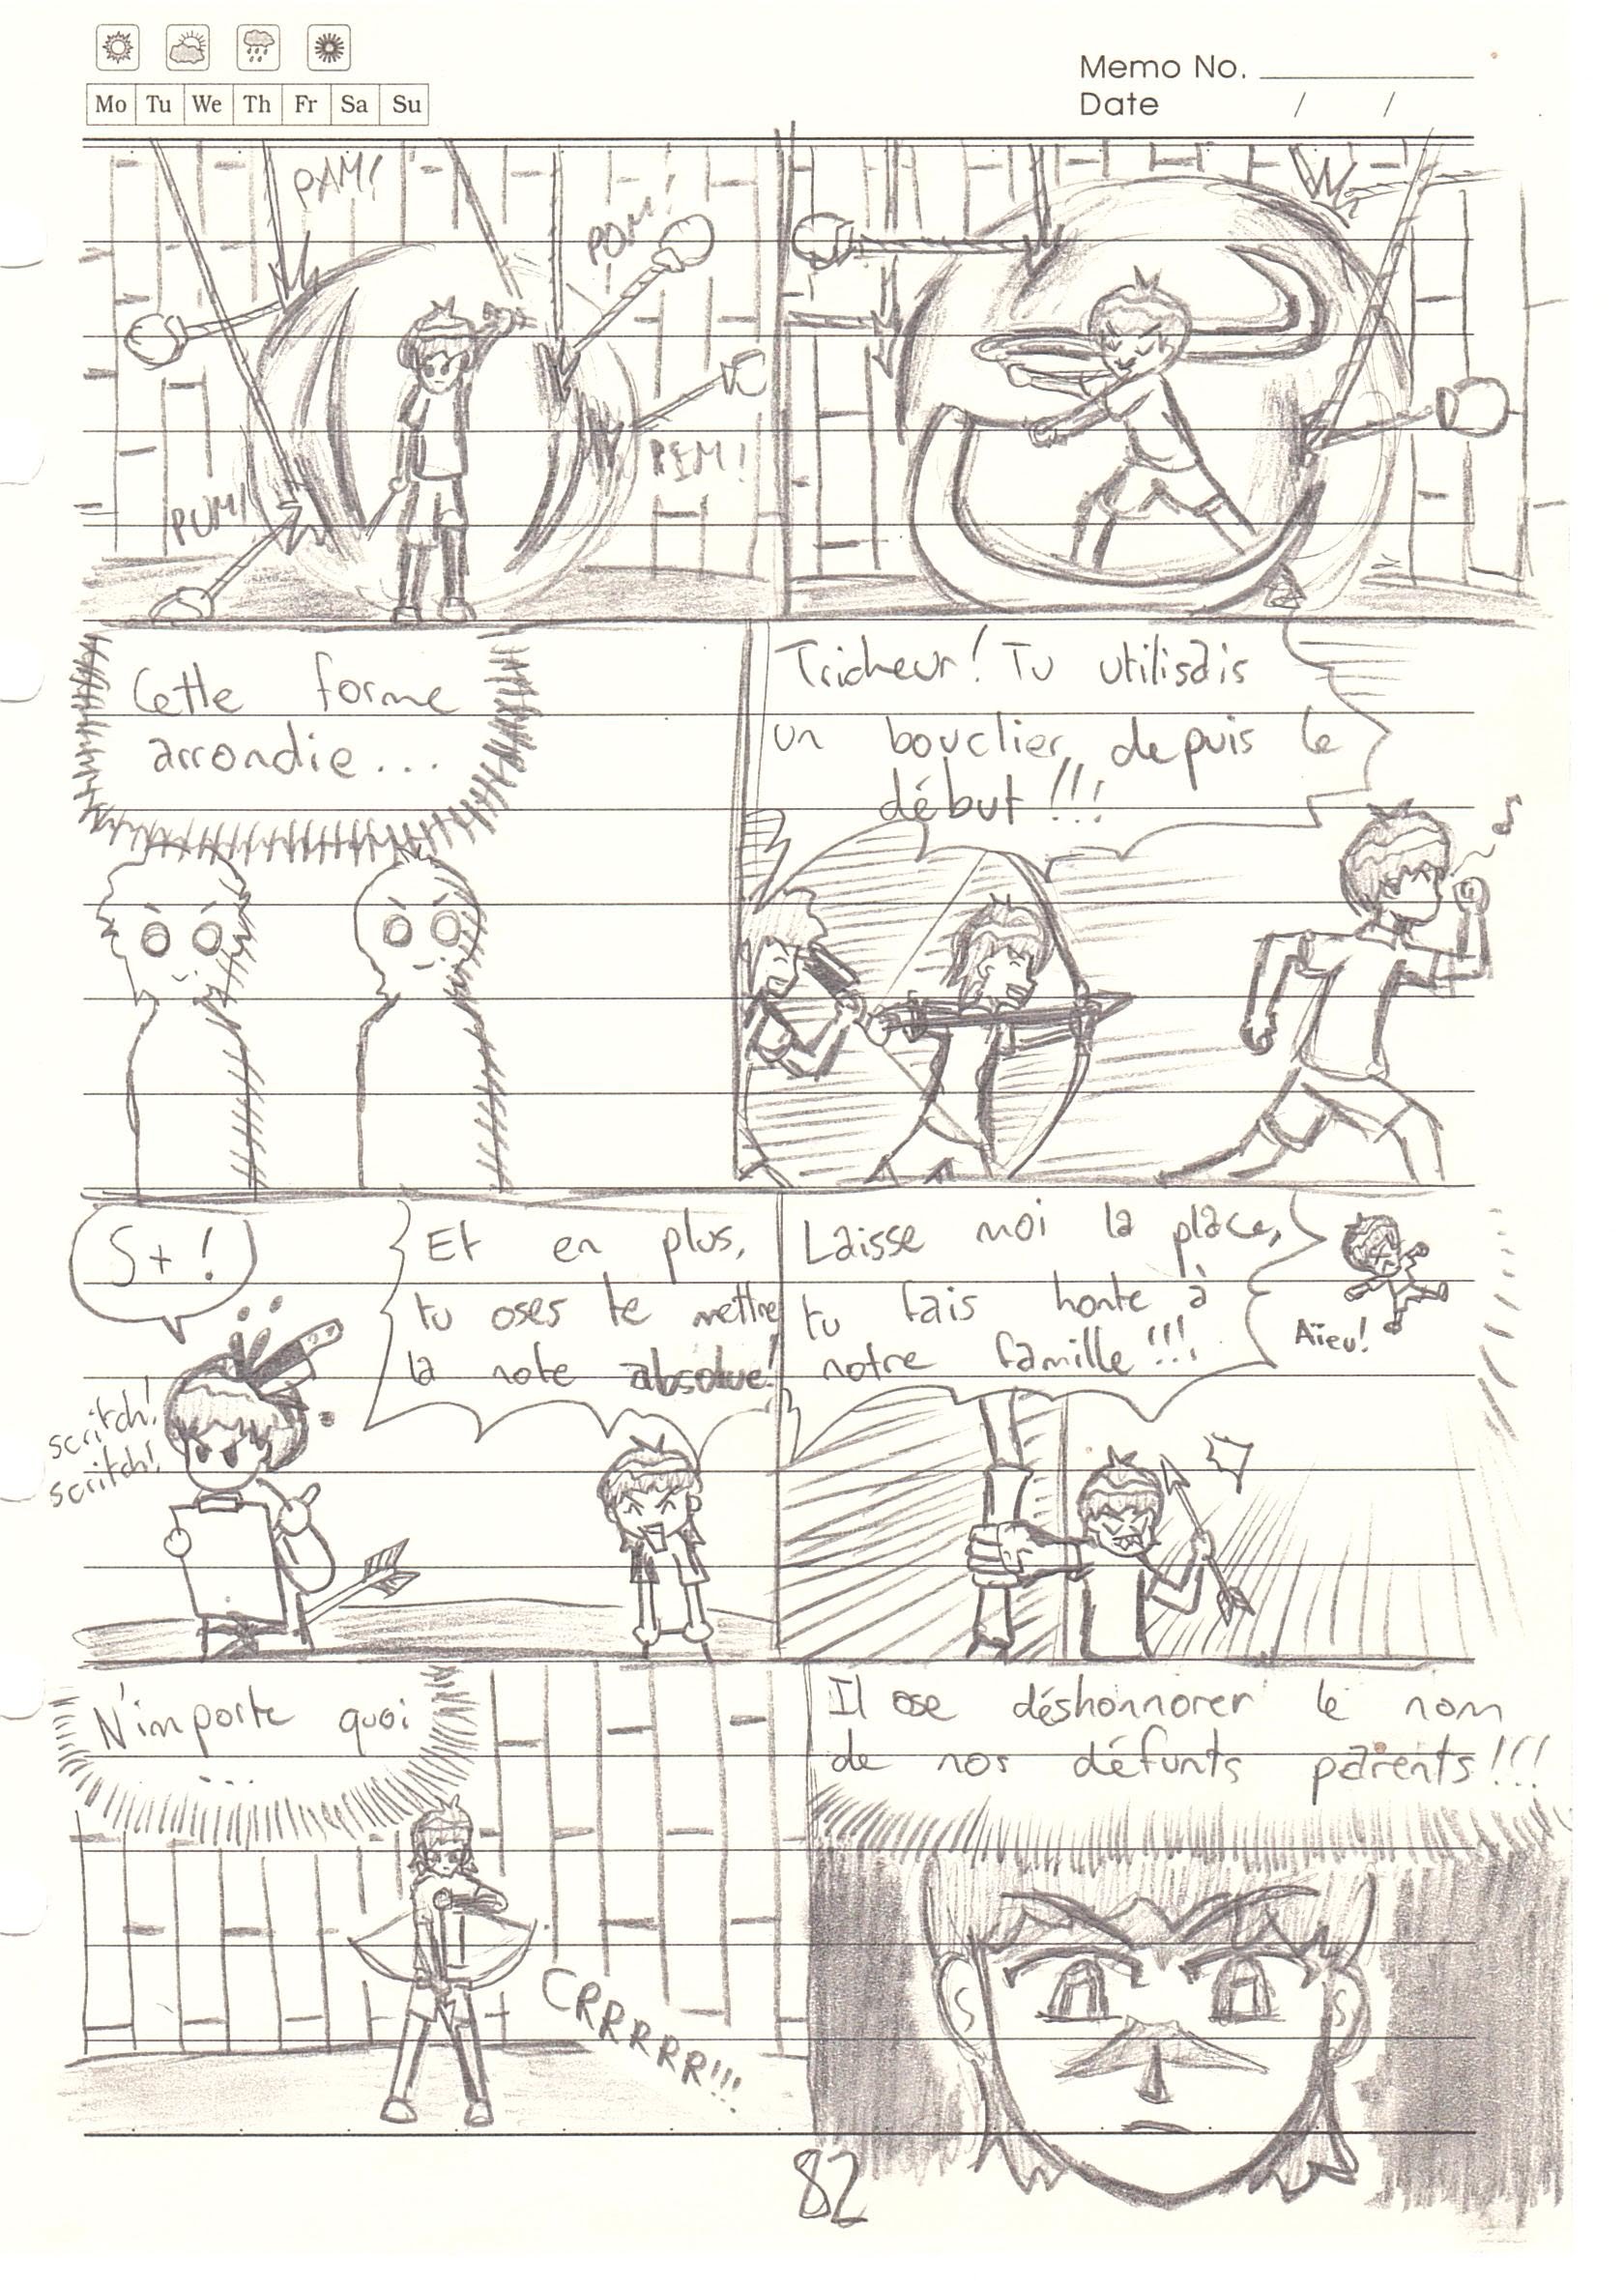 Memo No.
Mo Tu We Th Fr Sa Su
Date / /
PAM!
POM!
PEM!
PUM!
Cette forme
arrondie...
Tricheur! Tu utilisais
un bouclier, depuis le
début!!!
S+!
Et en plus,
tu oses te mettre
la note absolue!
scritch!
scritch!
Laisse moi la place,
tu fais honte à
notre famille!!!
Aïeu!
N'importe quoi
...
CRRRRR!!!
Il ose déshonnorer le nom
de nos défunts parents!!!
82